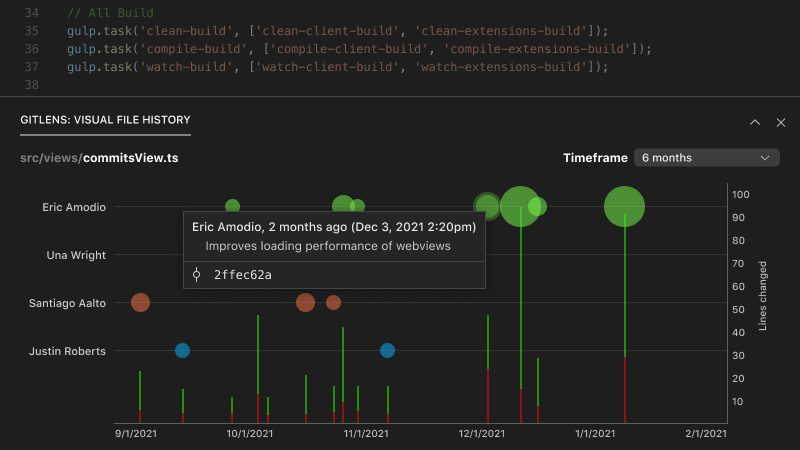 34 // All Build
35 gulp.task('clean-build', ['clean-client-build', 'clean-extensions-build']);
36 gulp.task('compile-build', ['compile-client-build', 'compile-extensions-build']);
37 gulp.task('watch-build', ['watch-client-build', 'watch-extensions-build']);
38
GITLENS: VISUAL FILE HISTORY
src/views/commitsView.ts
Timeframe 6 months
Eric Amodio
Una Wright
Santiago Aalto
Justin Roberts
Eric Amodio, 2 months ago (Dec 3, 2021 2:20pm)
Improves loading performance of webviews
2ffec62a
100
90
80
70
60
50
40
30
20
10
Lines changed
9/1/2021 10/1/2021 11/1/2021 12/1/2021 1/1/2021 2/1/2021